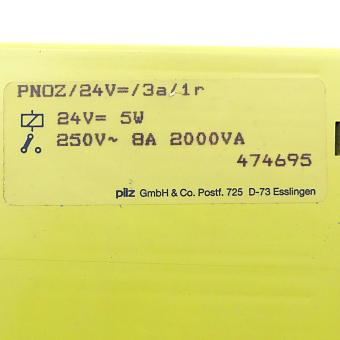 PNOZ/24V=/3a/1r
24V= 5W
250V~ 8A 2000VA
474695
pilz GmbH & Co. Postf. 725 D-73 Esslingen